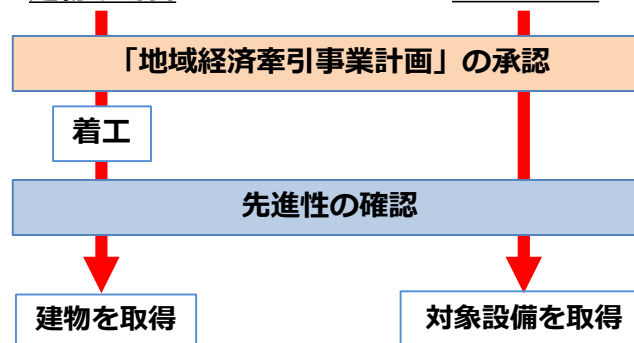 「地域経済牽引事業計画」の承認
着工
先進性の確認
建物を取得
対象設備を取得